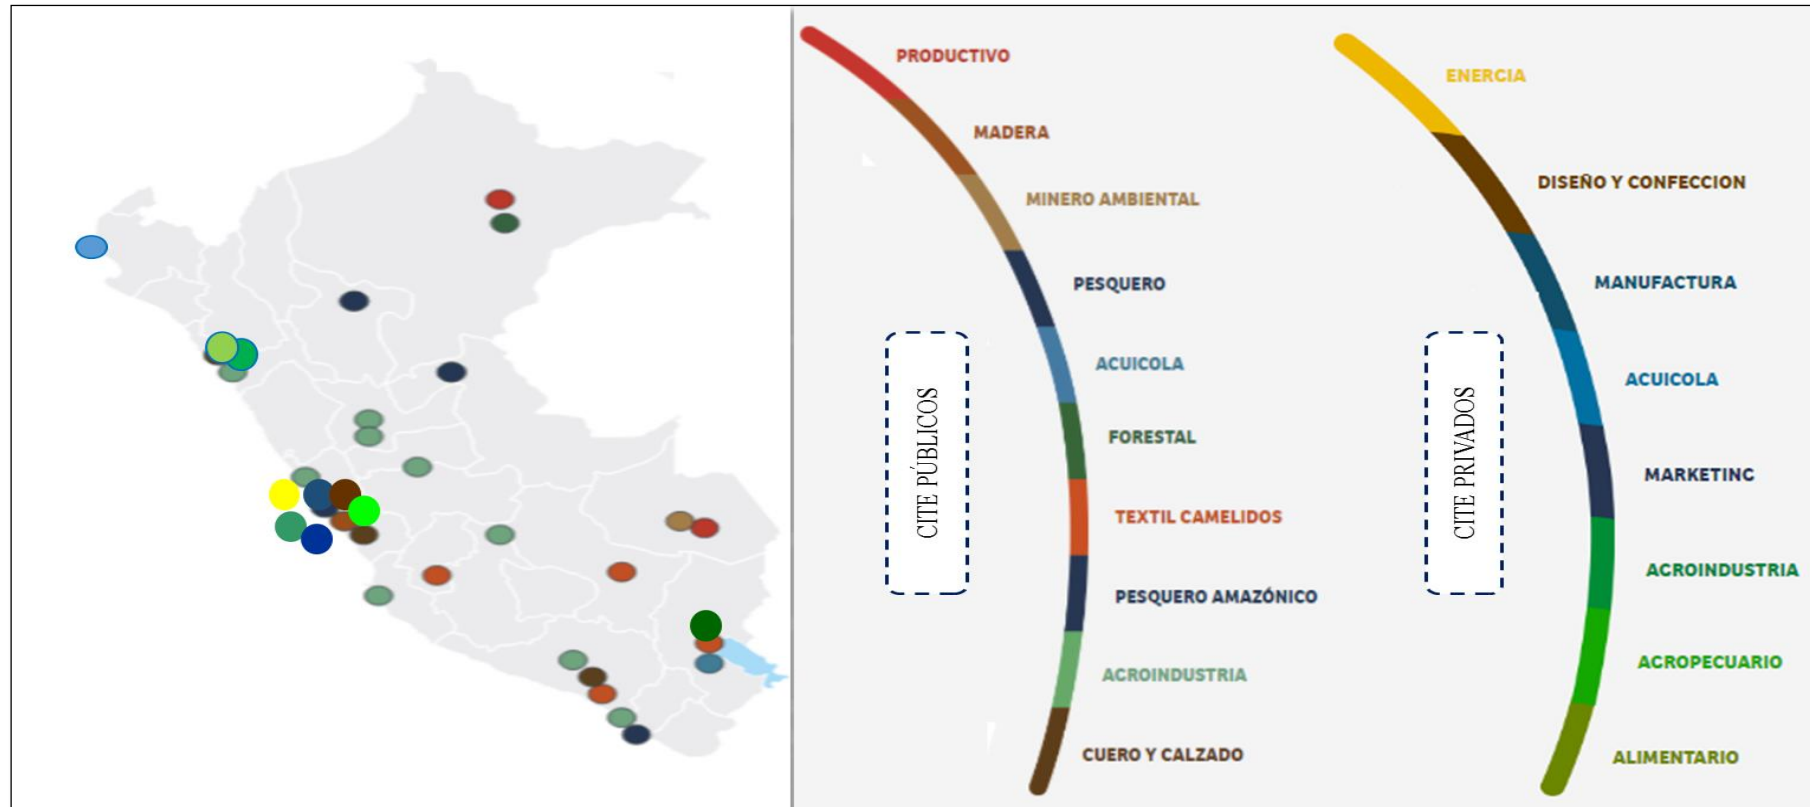 PRODUCTIVO
MADERA
MINERO AMBIENTAL
PESQUERO
ACUICOLA
FORESTAL
TEXTIL CAMELIDOS
PESQUERO AMAZÓNICO
ACROINDUSTRIA
CUERO Y CALZADO
CITE PÚBLICOS
ENERCIA
DISEÑO Y CONFECCION
MANUFACTURA
ACUICOLA
MARKETINC
ACROINDUSTRIA
ACROPECUARIO
ALIMENTARIO
CITE PRIVADOS